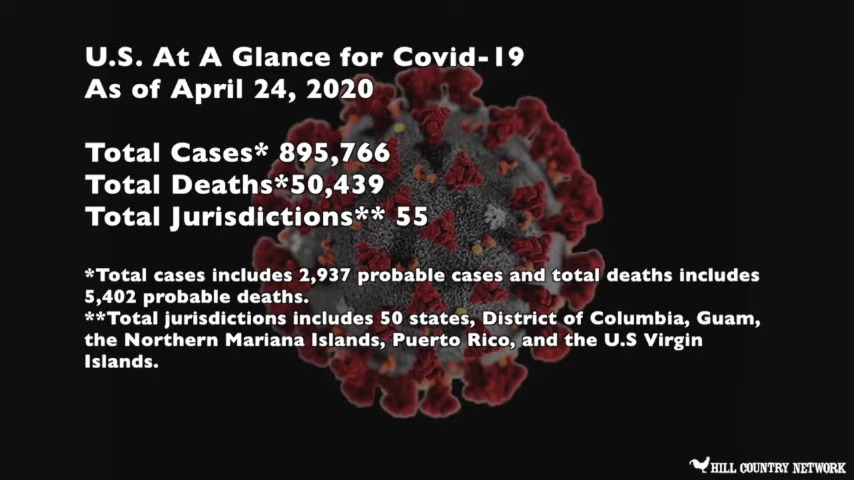 U.S. At A Glance for Covid-19
As of April 24, 2020
Total Cases* 895,766
Total Deaths*50,439
Total Jurisdictions** 55
*Total cases includes 2,937 probable cases and total deaths includes
5,402 probable deaths.
**Total jurisdictions includes 50 states, District of Columbia, Guam,
the Northern Mariana Islands, Puerto Rico, and the U.S Virgin
Islands.
HILL COUNTRY NETWORK